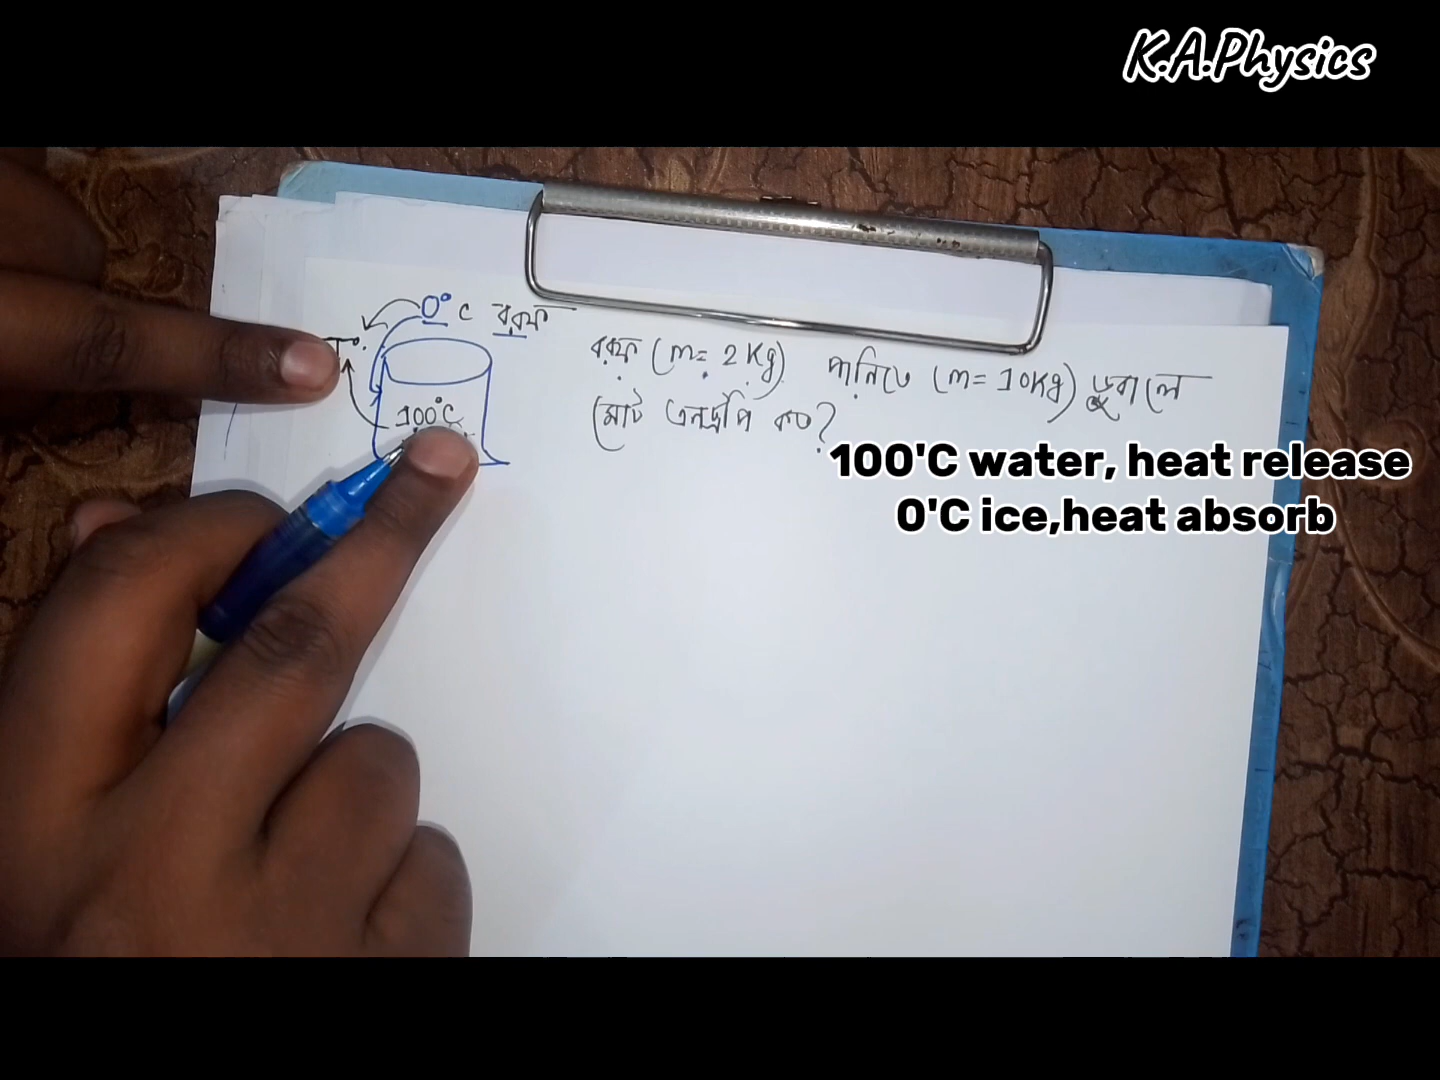 K.A.Physics
0° c বরফ
100°C
বরফ (m= 2 Kg) পানিতে (m= 10Kg) ডুবালে
মোট এনট্রপি কত?
100'C water, heat release
0'C ice,heat absorb